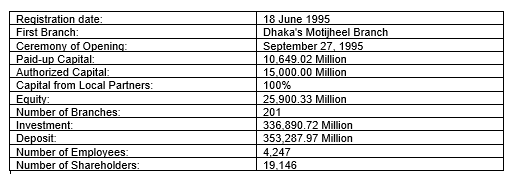 Registration date: 18 June 1995
First Branch: Dhaka's Motijheel Branch
Ceremony of Opening: September 27, 1995
Paid-up Capital: 10,649.02 Million
Authorized Capital: 15,000.00 Million
Capital from Local Partners: 100%
Equity: 25,900.33 Million
Number of Branches: 201
Investment: 336,890.72 Million
Deposit: 353,287.97 Million
Number of Employees: 4,247
Number of Shareholders: 19,146